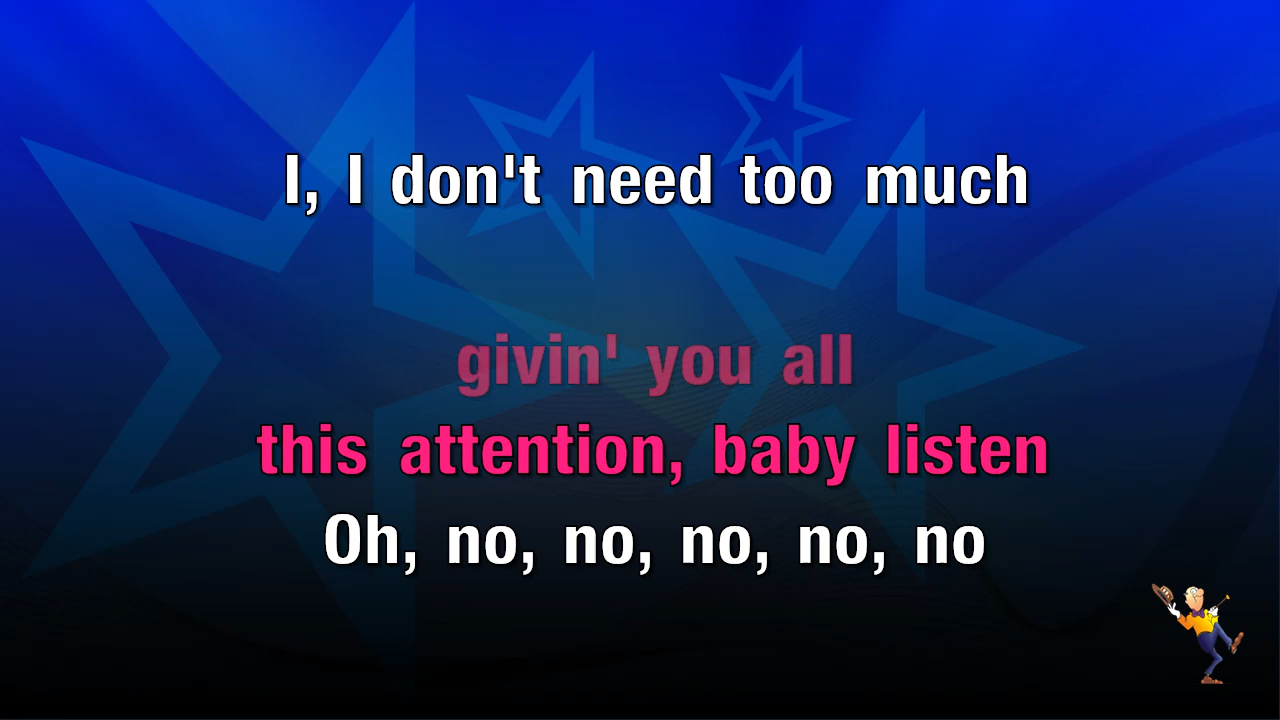 I, I don't need too much
givin' you all
this attention, baby listen
Oh, no, no, no, no, no